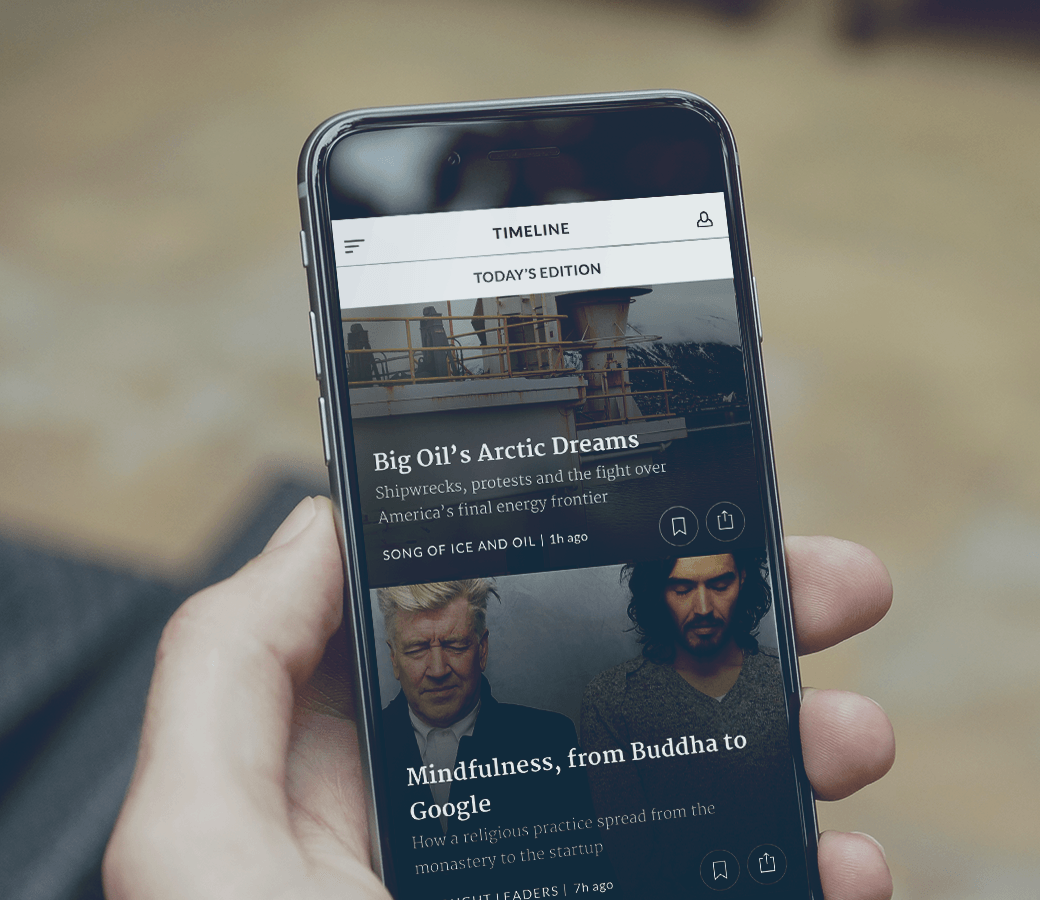 TIMELINE
TODAY'S EDITION
Big Oil’s Arctic Dreams
Shipwrecks, protests and the fight over
America’s final energy frontier
SONG OF ICE AND OIL | 1h ago
Mindfulness, from Buddha to
Google
How a religious practice spread from the
monastery to the startup
LEADERS | 7h ago